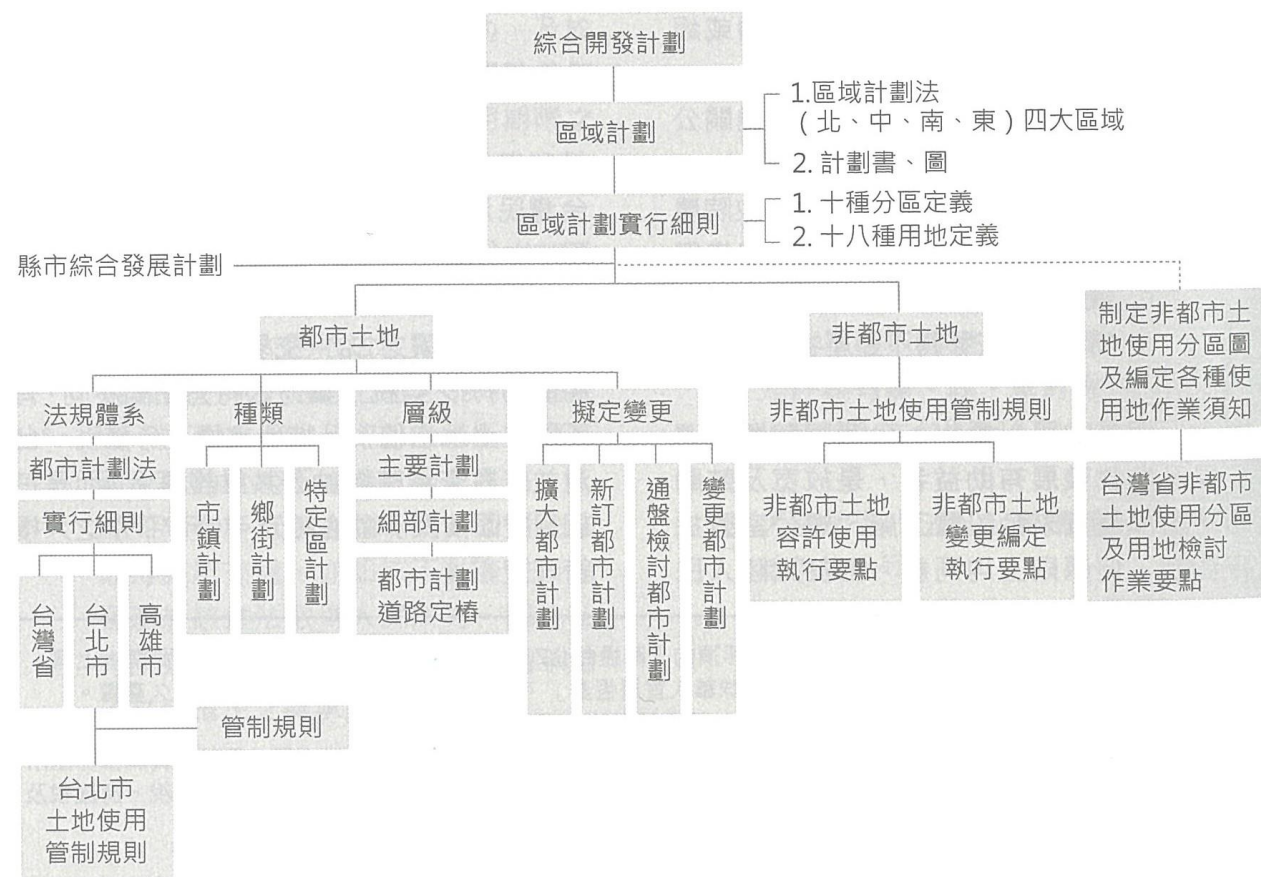 綜合開發計劃
區域計劃
1.區域計劃法
(北、中、南、東)四大區域
2. 計劃書、圖
區域計劃實行細則
1. 十種分區定義
2. 十八種用地定義
縣市綜合發展計劃
都市土地
非都市土地
制定非都市土
地使用分區圖
及編定各種使
用地作業須知
法規體系
種類
層級
擬定變更
非都市土地使用管制規則
都市計劃法
實行細則
台灣省
台北市
高雄市
市鎮計劃
鄉街計劃
特定區計劃
主要計劃
細部計劃
都市計劃
道路定樁
擴大都市計劃
新訂都市計劃
通盤檢討都市計劃
變更都市計劃
非都市土地
容許使用
執行要點
非都市土地
變更編定
執行要點
台灣省非都市
土地使用分區
及用地檢討
作業要點
管制規則
台北市
土地使用
管制規則